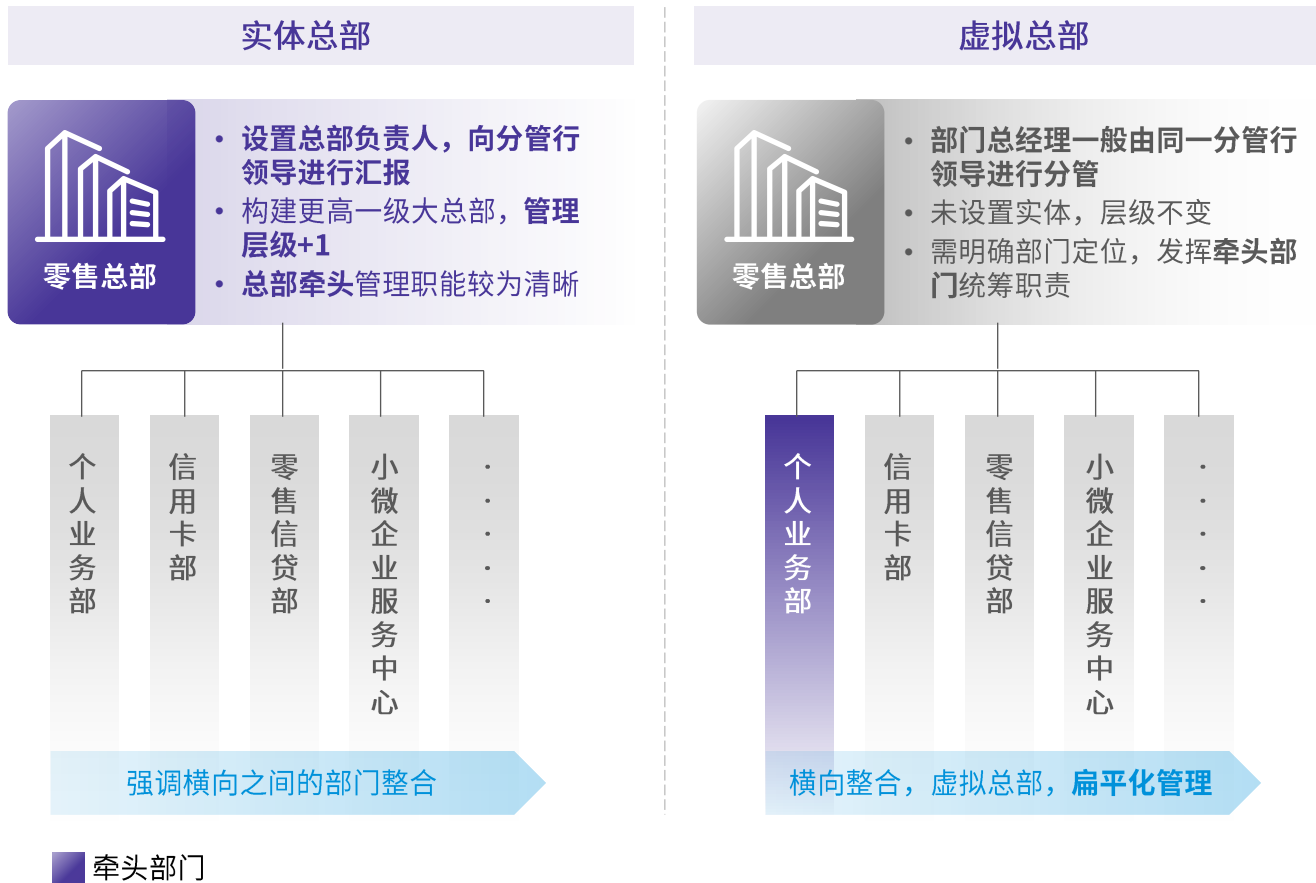 实体总部
零售总部
• 设置总部负责人，向分管行
领导进行汇报
• 构建更高一级大总部，管理
层级+1
• 总部牵头管理职能较为清晰
个人业务部
信用卡部
零售信贷部
小微企业服务中心
·····
强调横向之间的部门整合
虚拟总部
零售总部
• 部门总经理一般由同一分管行
领导进行分管
• 未设置实体，层级不变
• 需明确部门定位，发挥牵头部
门统筹职责
个人业务部
信用卡部
零售信贷部
小微企业服务中心
·····
横向整合，虚拟总部，扁平化管理
牵头部门